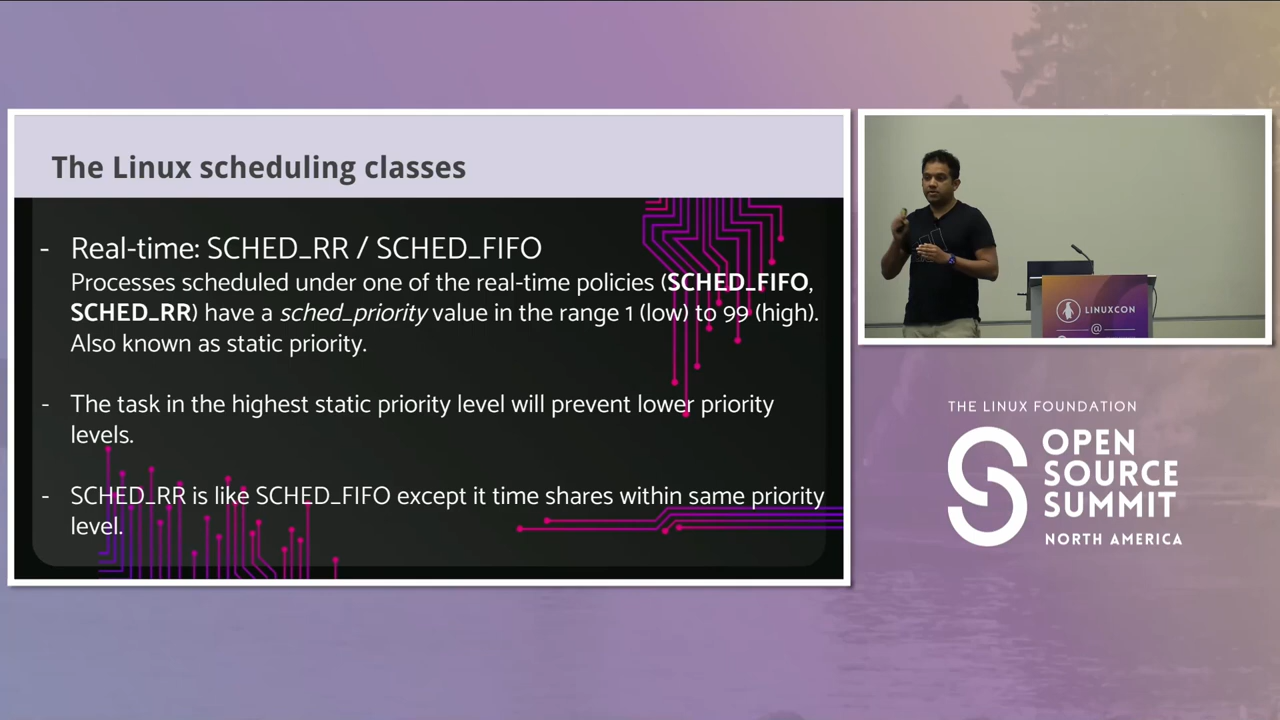 The Linux scheduling classes
- Real-time: SCHED_RR / SCHED_FIFO
Processes scheduled under one of the real-time policies (SCHED_FIFO,
SCHED_RR) have a sched_priority value in the range 1 (low) to 99 (high).
Also known as static priority.
- The task in the highest static priority level will prevent lower priority
levels.
- SCHED_RR is like SCHED_FIFO except it time shares within same priority
level.
LINUXCON
@
THE LINUX FOUNDATION
OPEN
SOURCE
SUMMIT
NORTH AMERICA